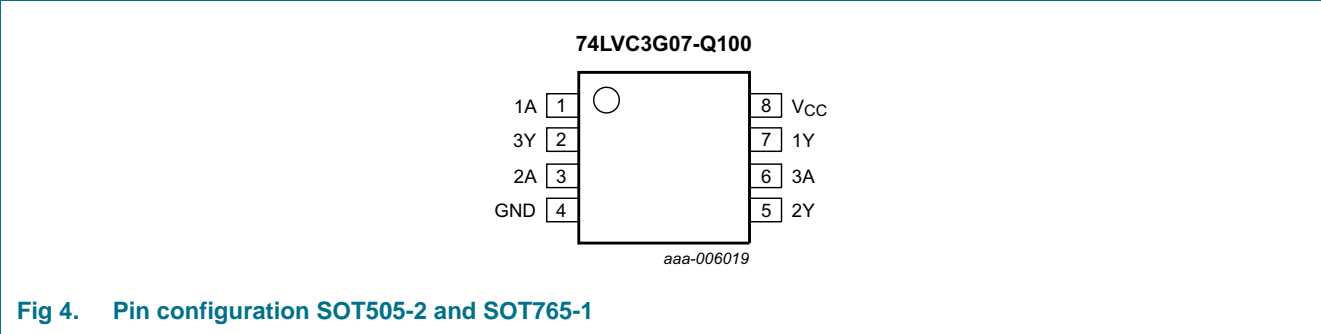 74LVC3G07-Q100
1A 1 8 VCC
3Y 2 7 1Y
2A 3 6 3A
GND 4 5 2Y
aaa-006019
Fig 4. Pin configuration SOT505-2 and SOT765-1